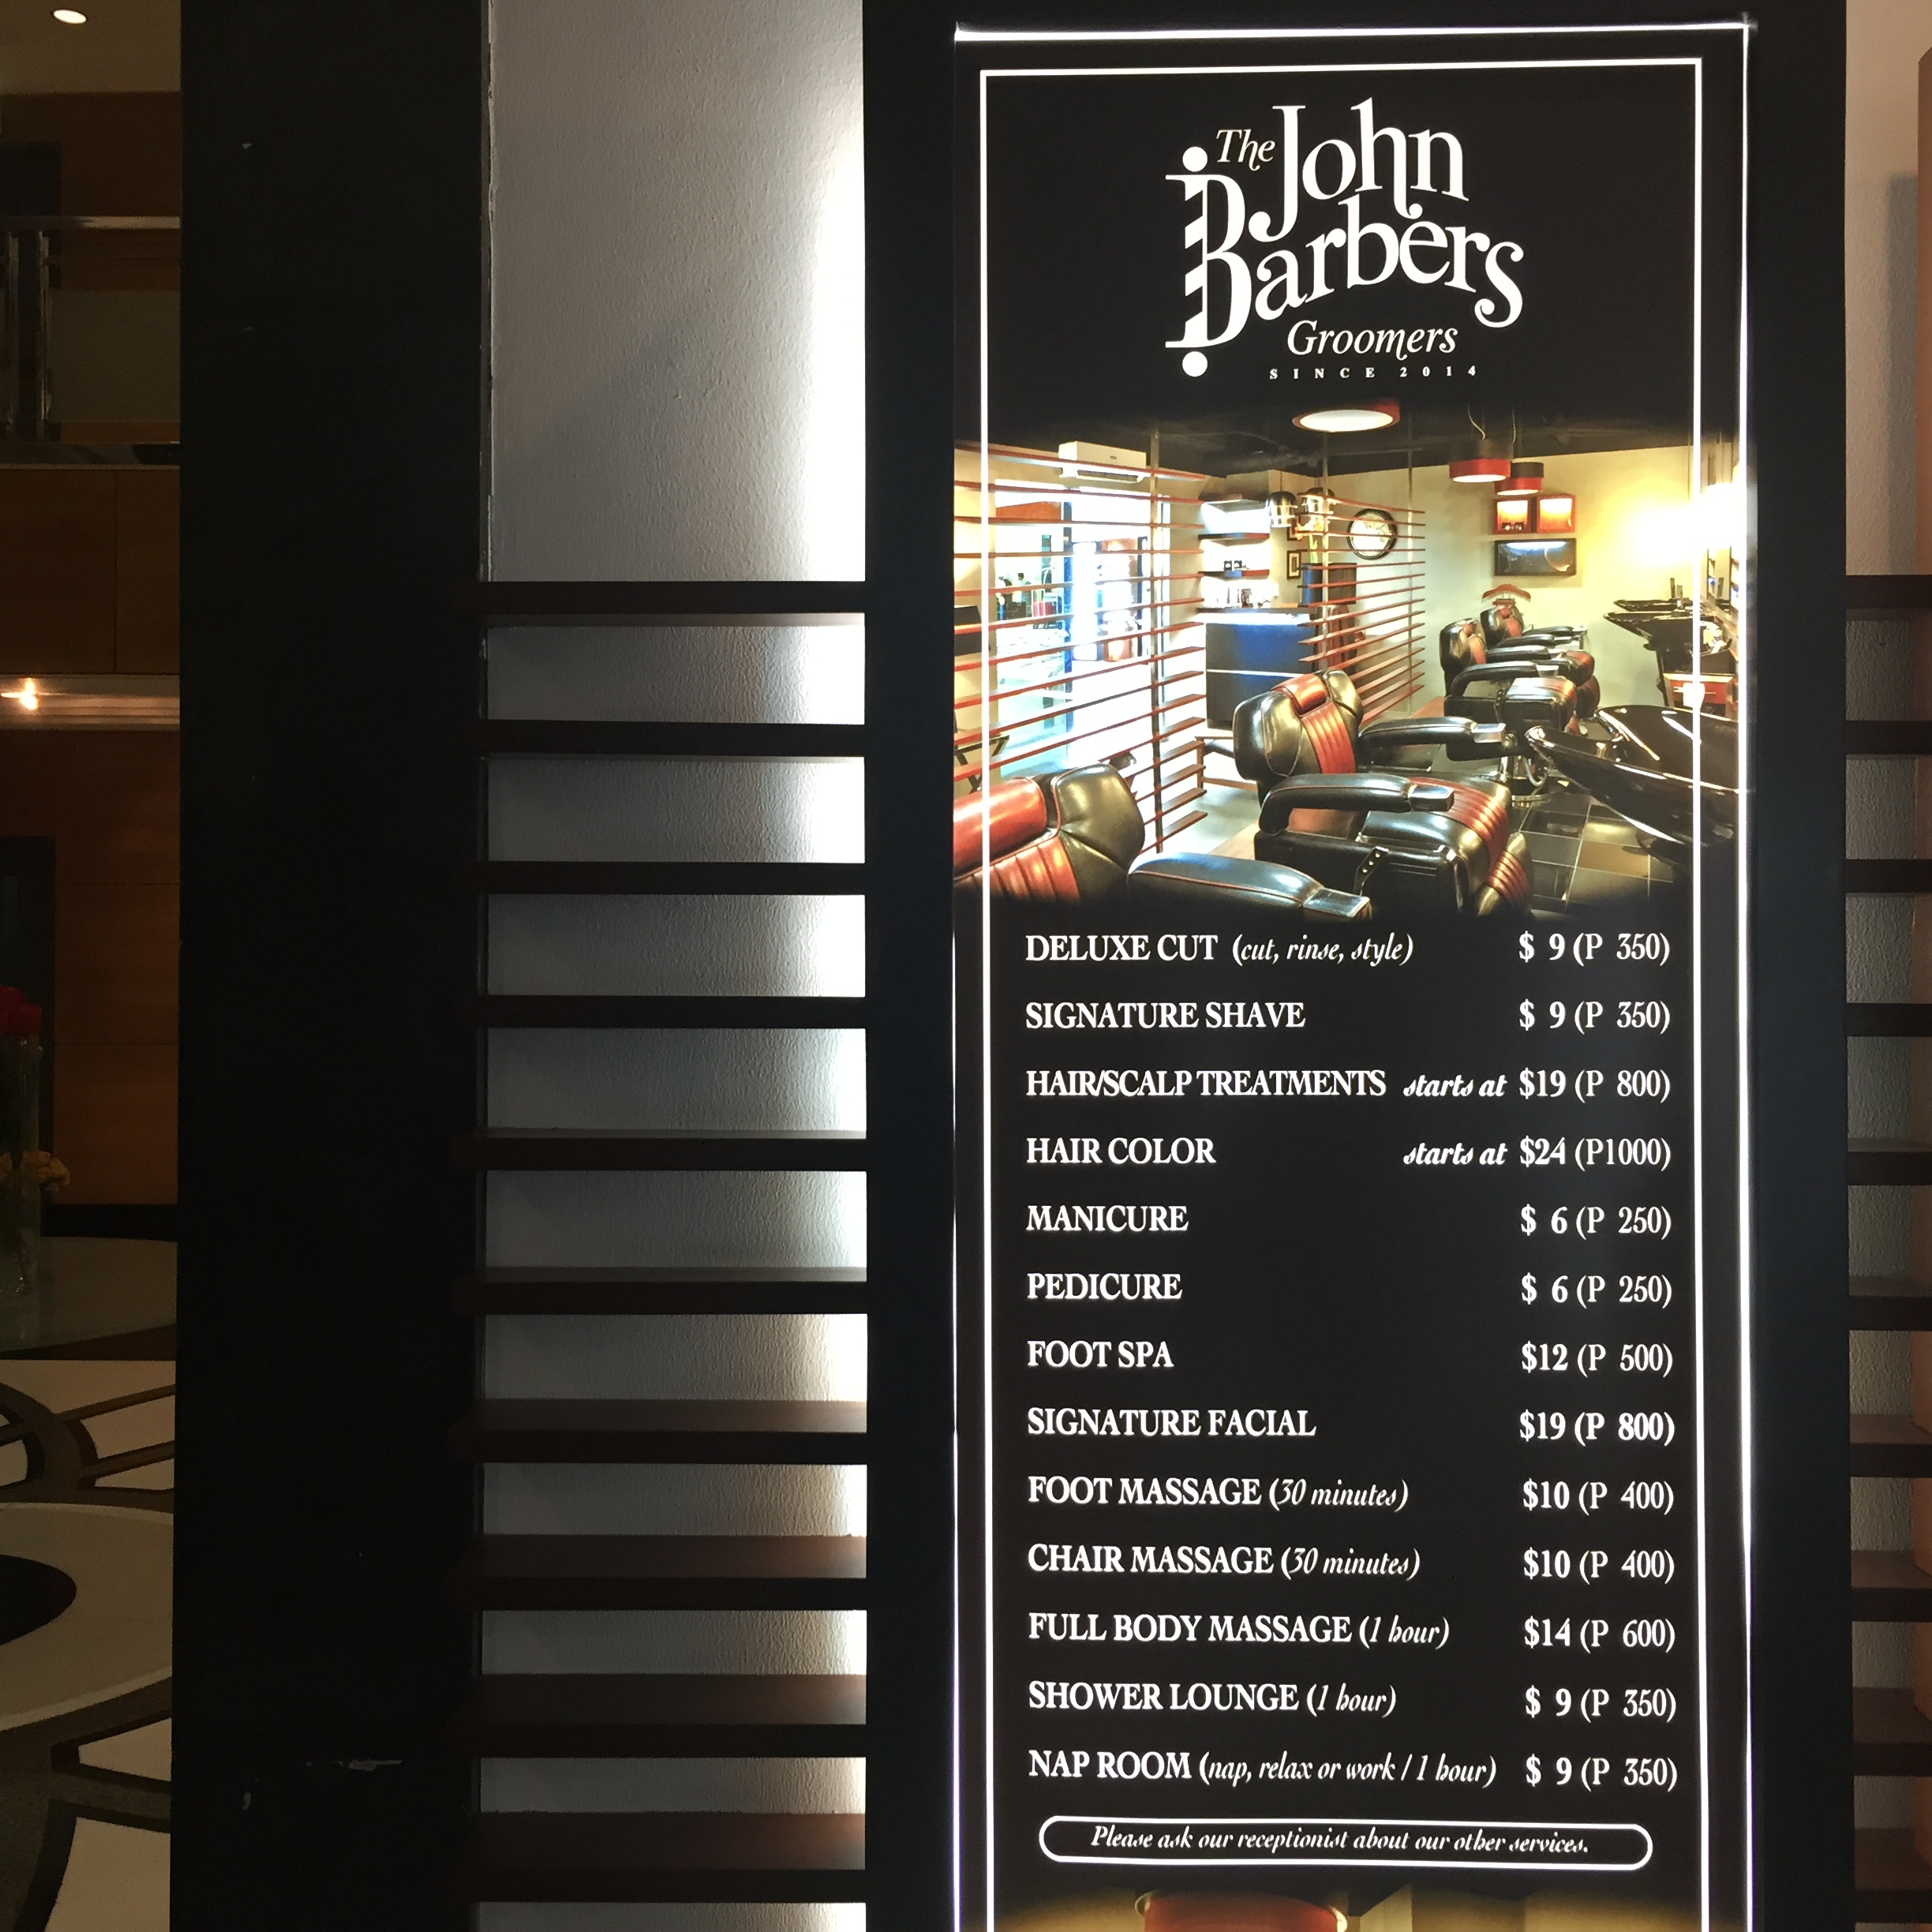 The John
Barbers
Groomers
SINCE 2014
DELUXE CUT (cut, rinse, style) $ 9 (P 350)
SIGNATURE SHAVE $ 9 (P 350)
HAIR/SCALP TREATMENTS starts at $19 (P 800)
HAIR COLOR starts at $24 (P1000)
MANICURE $ 6 (P 250)
PEDICURE $ 6 (P 250)
FOOT SPA $12 (P 500)
SIGNATURE FACIAL $19 (P 800)
FOOT MASSAGE (30 minutes) $10 (P 400)
CHAIR MASSAGE (30 minutes) $10 (P 400)
FULL BODY MASSAGE (1 hour) $14 (P 600)
SHOWER LOUNGE (1 hour) $ 9 (P 350)
NAP ROOM (nap, relax or work / 1 hour) $ 9 (P 350)
Please ask our receptionist about our other services.